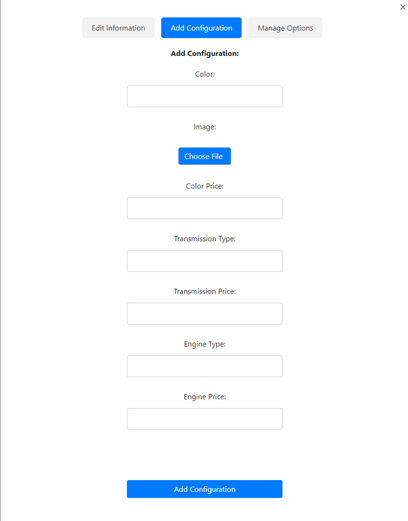 Edit Information Add Configuration Manage Options
Add Configuration:
Color:
Image:
Choose File
Color Price:
Transmission Type:
Transmission Price:
Engine Type:
Engine Price:
Add Configuration